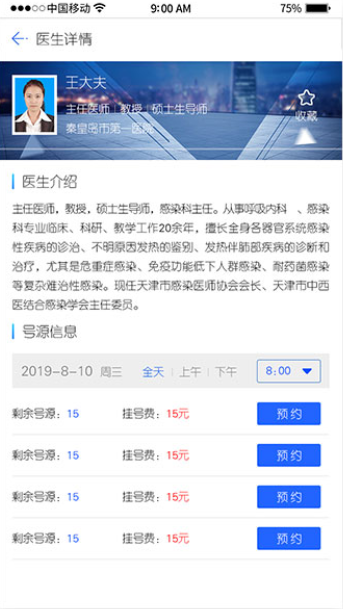 中国移动 9:00 AM 75%
医生详情
王大夫
主任医师 | 教授 | 硕士生导师
秦皇岛市第一医院
收藏
医生介绍
主任医师,教授,硕士生导师,感染科主任。从事呼吸内科 、感染
科专业临床、科研、教学工作20余年,擅长全身各器官系统感染
性疾病的诊治、不明原因发热的鉴别、发热伴肺部疾病的诊断和
治疗,尤其是危重症感染、免疫功能低下人群感染、耐药菌感染
等复杂难治性感染。现任天津市感染医师协会会长、天津市中西
医结合感染学会主任委员。
号源信息
2019-8-10 周三 全天 | 上午 | 下午 8:00
剩余号源:15 挂号费:15元 预约
剩余号源:15 挂号费:15元 预约
剩余号源:15 挂号费:15元 预约
剩余号源:15 挂号费:15元 预约